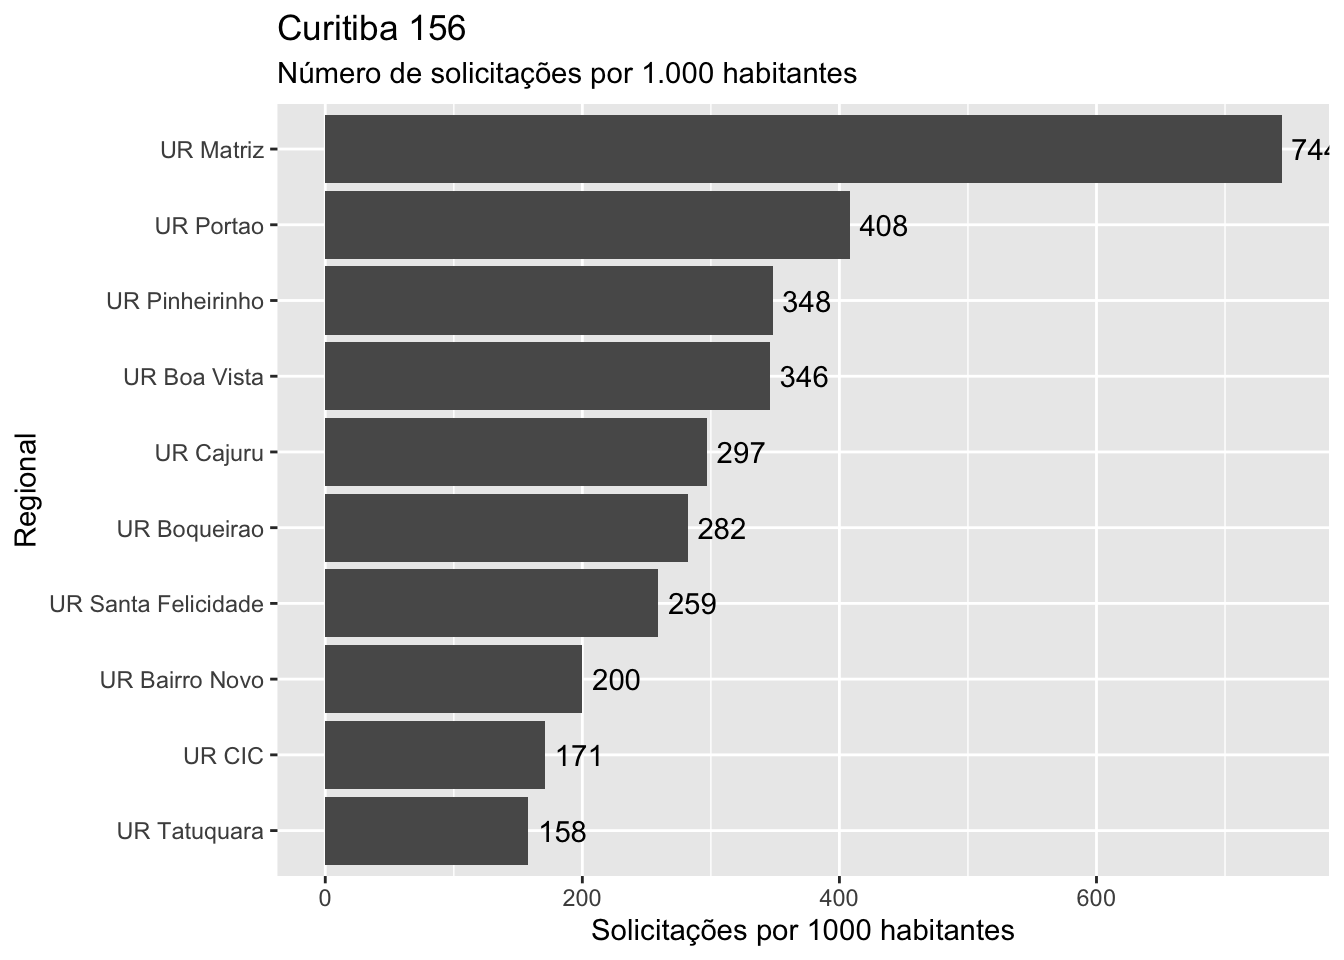 Curitiba 156
Número de solicitações por 1.000 habitantes
UR Matriz 744
UR Portao 408
UR Pinheirinho 348
UR Boa Vista 346
UR Cajuru 297
UR Boqueirao 282
UR Santa Felicidade 259
UR Bairro Novo 200
UR CIC 171
UR Tatuquara 158
Regional
0 200 400 600
Solicitações por 1000 habitantes